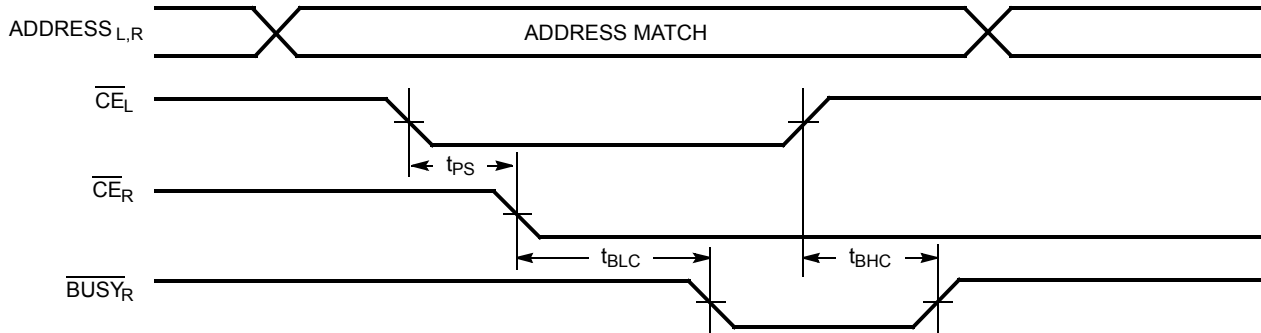 ADDRESS L,R
ADDRESS MATCH
CEL
tPS
CER
tBLC
tBHC
BUSYR